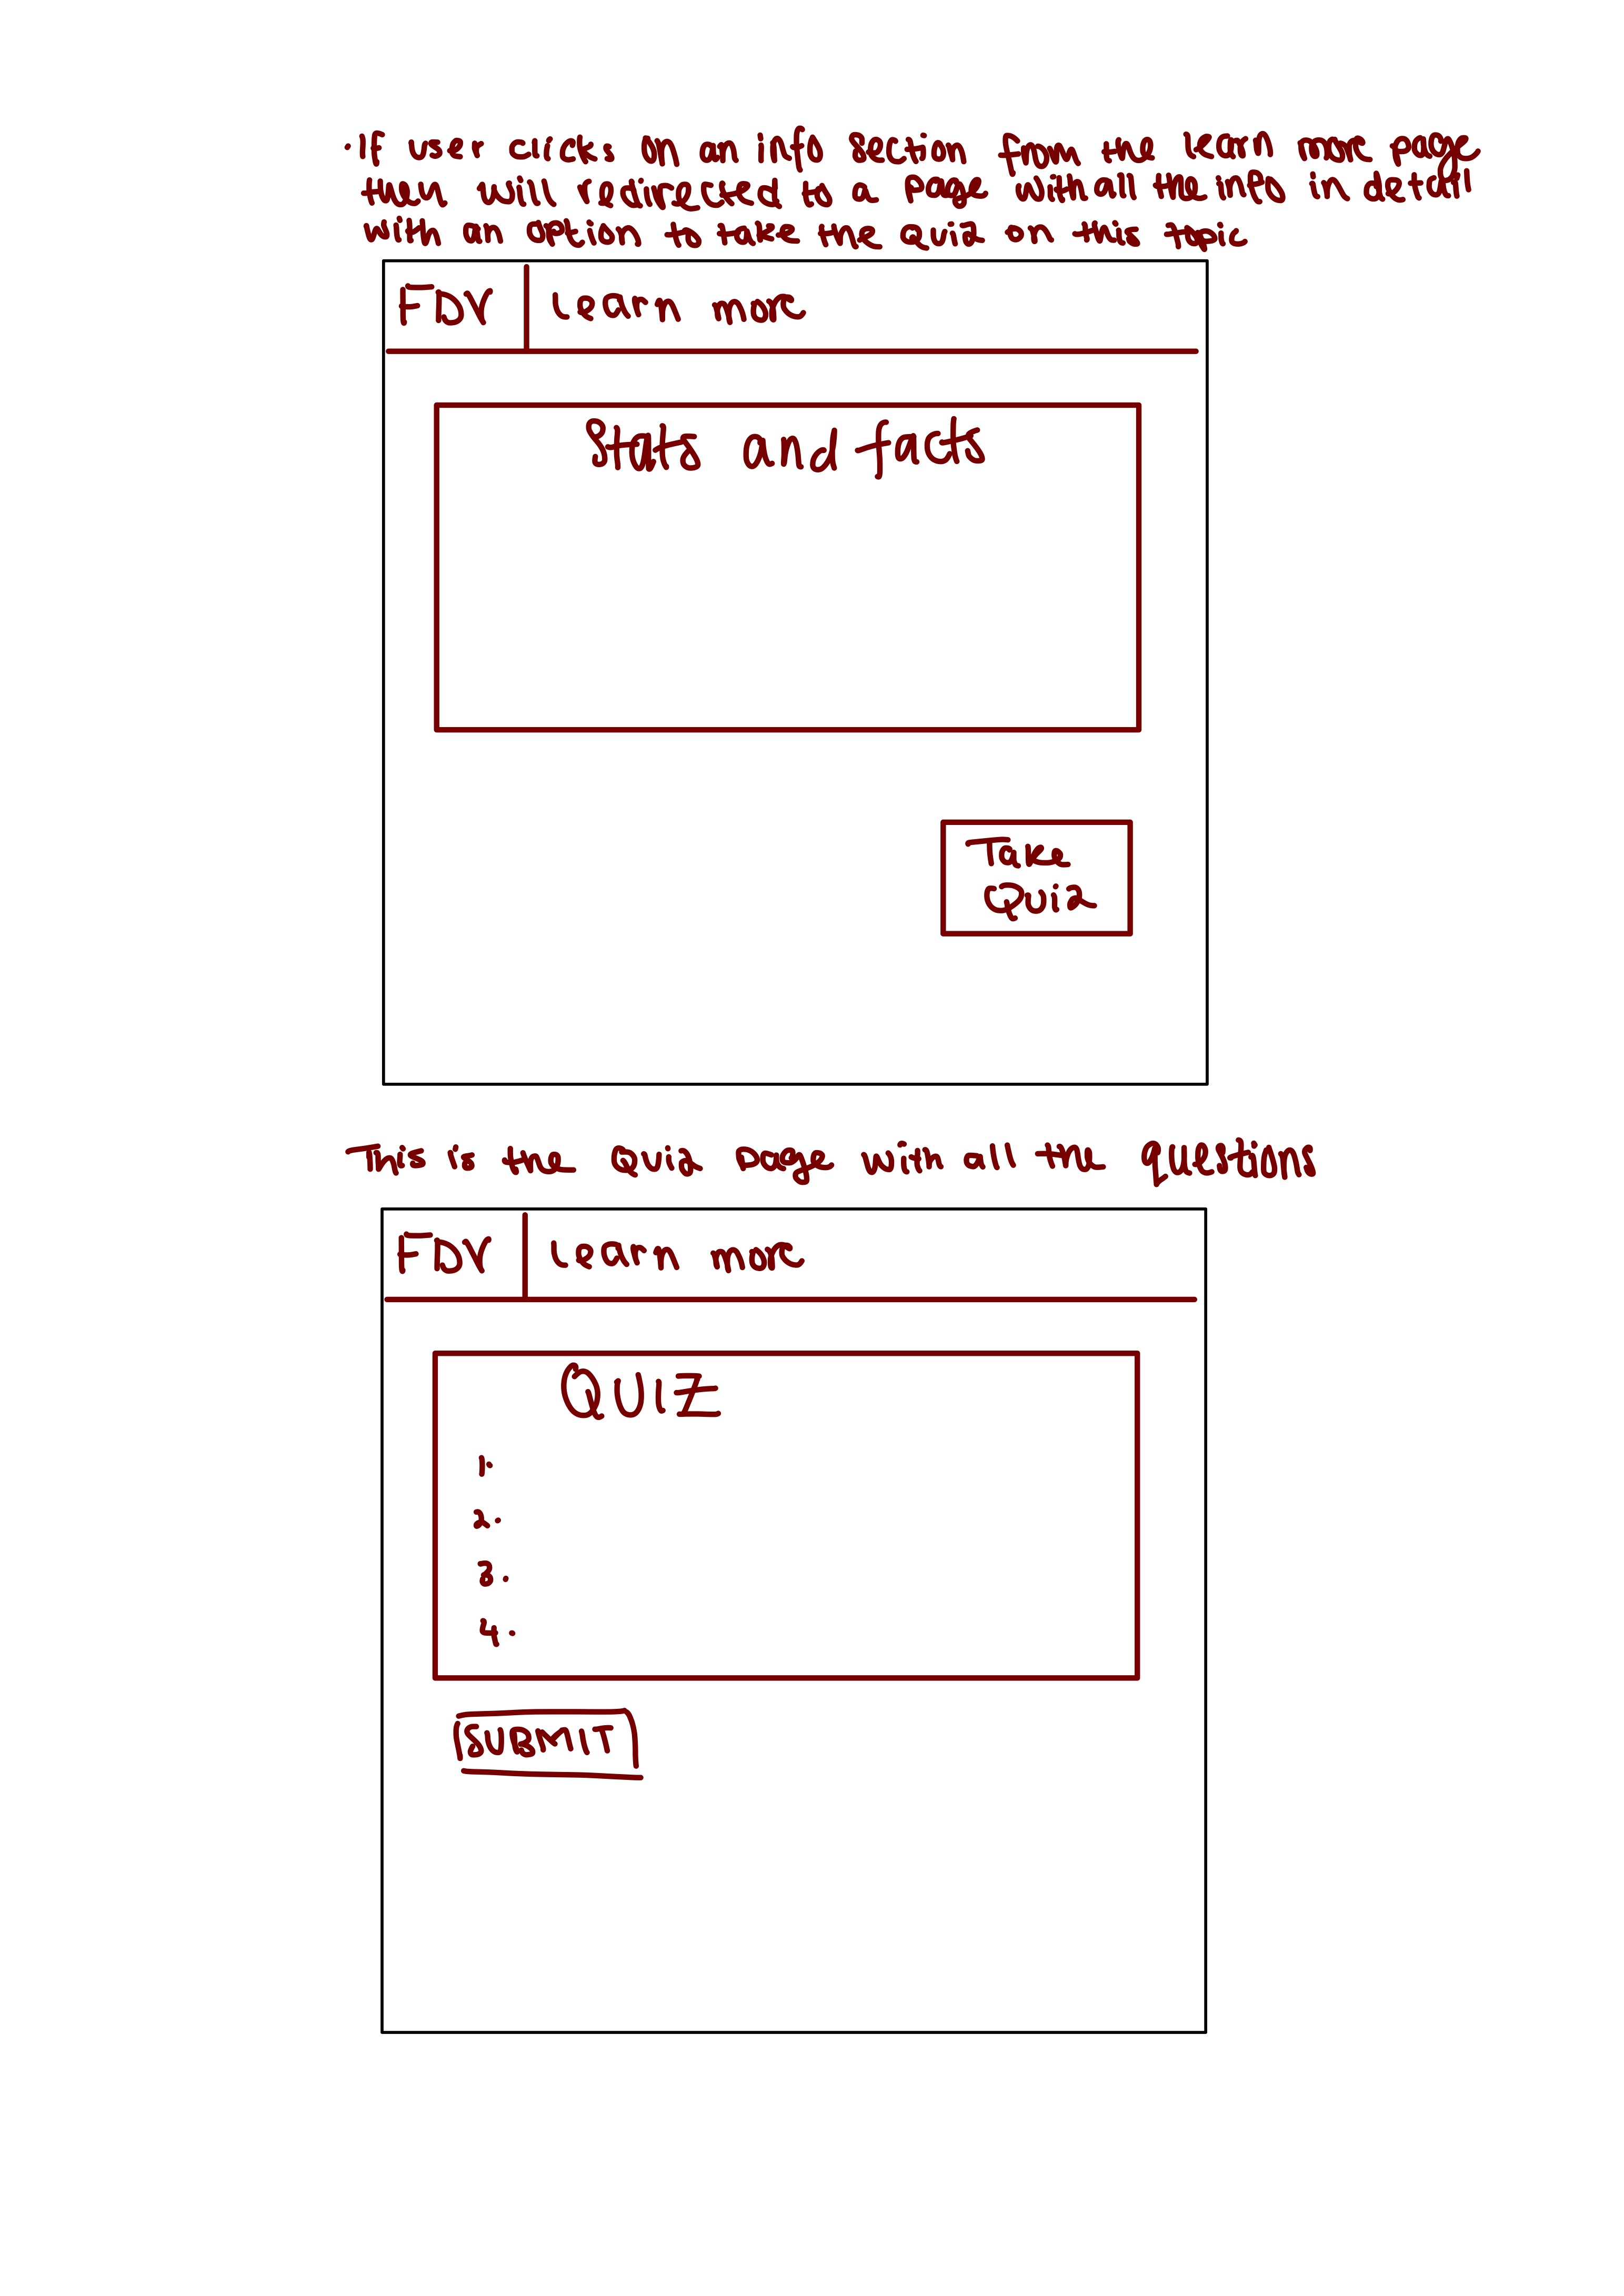 · If user clicks on an info section from the learn more page
then will redirected to a page with all the info in detail
with an option to take the quiz on this topic
FDV learn more
Stats and facts
Take
Quiz
This is the Quiz page with all the questions
FDV learn more
QUIZ
1.
2.
3.
4.
SUBMIT